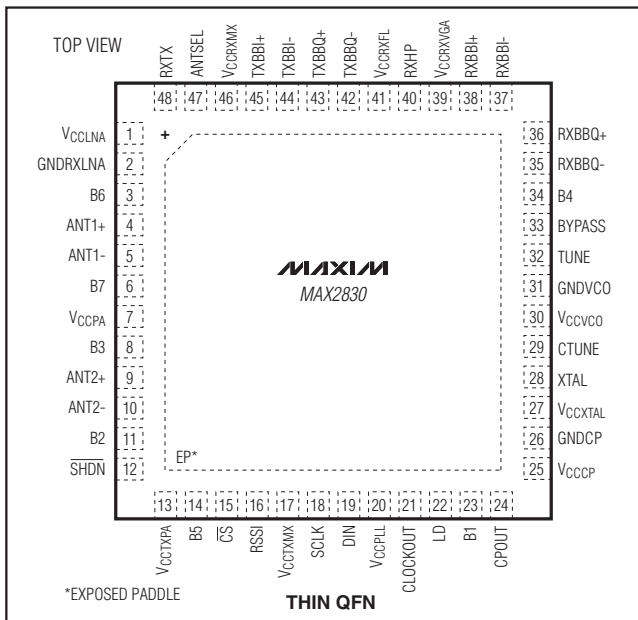 TOP VIEW
RXTX
ANTSEL
VCCRXMX
TXBBI+
TXBBI-
TXBBQ+
TXBBQ-
VCCRXFL
RXHP
VCCRXVGA
RXBBI+
RXBBI-
48 47 46 45 44 43 42 41 40 39 38 37
VCCLNA 1
GNDRXLNA 2
B6 3
ANT1+ 4
ANT1- 5
B7 6
VCCPA 7
B3 8
ANT2+ 9
ANT2- 10
B2 11
SHDN 12
+
MAXIM
MAX2830
EP*
36 RXBBQ+
35 RXBBQ-
34 B4
33 BYPASS
32 TUNE
31 GNDVCO
30 VCCVCO
29 CTUNE
28 XTAL
27 VCCXTAL
26 GNDCP
25 VCCCP
13 14 15 16 17 18 19 20 21 22 23 24
VCCTXPA
B5
CS
RSSI
VCCTXMX
SCLK
DIN
VCCPLL
CLOCKOUT
LD
B1
CPOUT
*EXPOSED PADDLE
THIN QFN